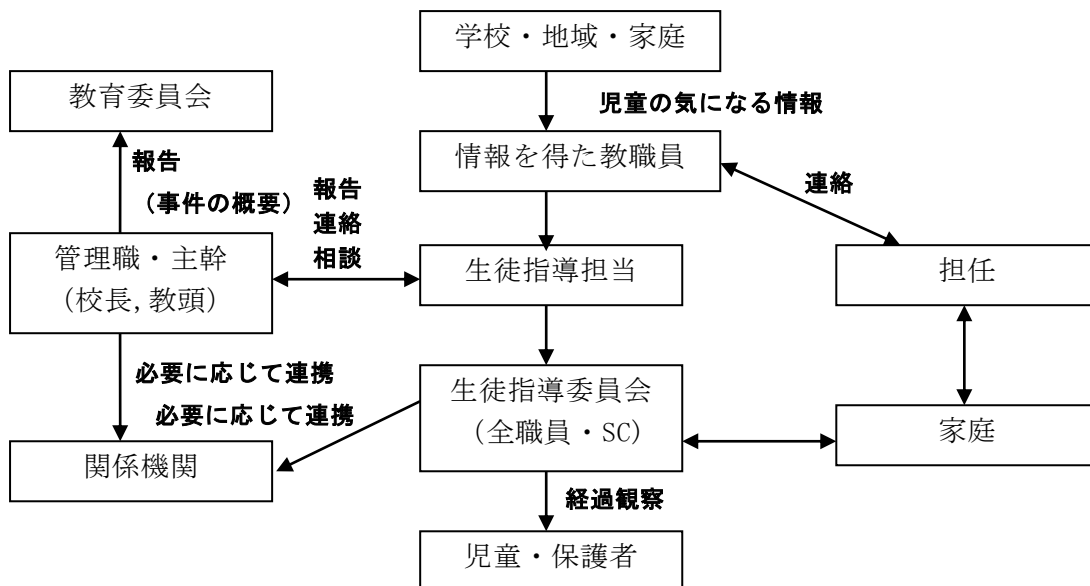 学校・地域・家庭
教育委員会
児童の気になる情報
情報を得た教職員
報告
(事件の概要)
報告
連絡
相談
連絡
管理職・主幹
(校長,教頭)
生徒指導担当
担任
必要に応じて連携
必要に応じて連携
生徒指導委員会
(全職員・SC)
家庭
関係機関
経過観察
児童・保護者